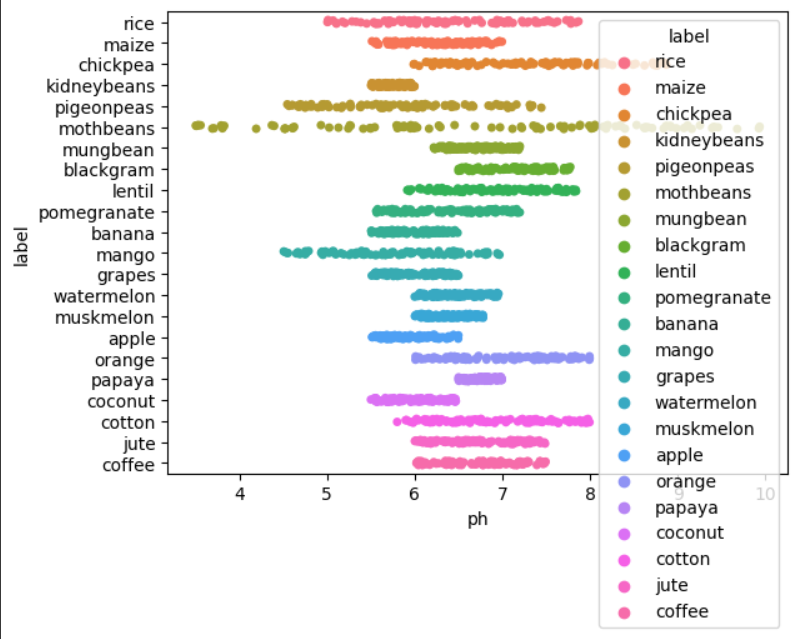 rice
maize
chickpea
kidneybeans
pigeonpeas
mothbeans
mungbean
blackgram
lentil
pomegranate
banana
mango
grapes
watermelon
muskmelon
apple
orange
papaya
coconut
cotton
jute
coffee
label
4 5 6 7 8 9 10
ph
label
rice
maize
chickpea
kidneybeans
pigeonpeas
mothbeans
mungbean
blackgram
lentil
pomegranate
banana
mango
grapes
watermelon
muskmelon
apple
orange
papaya
coconut
cotton
jute
coffee